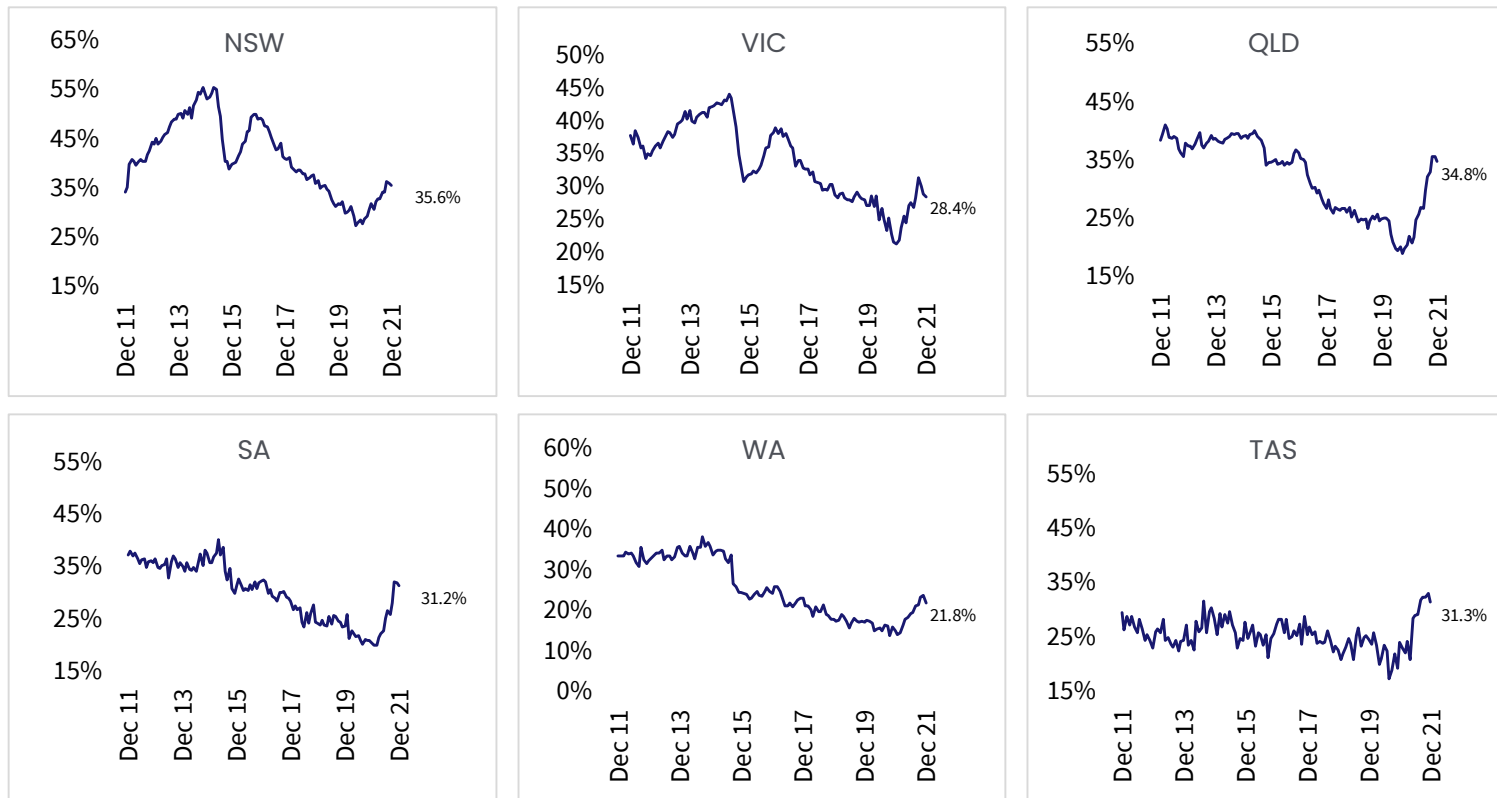 NSW
65%
55%
45%
35%
25%
15%
35.6%
Dec 11
Dec 13
Dec 15
Dec 17
Dec 19
Dec 21
VIC
50%
45%
40%
35%
30%
25%
20%
15%
28.4%
Dec 11
Dec 13
Dec 15
Dec 17
Dec 19
Dec 21
QLD
55%
45%
35%
25%
15%
34.8%
Dec 11
Dec 13
Dec 15
Dec 17
Dec 19
Dec 21
SA
55%
45%
35%
25%
15%
31.2%
Dec 11
Dec 13
Dec 15
Dec 17
Dec 19
Dec 21
WA
60%
50%
40%
30%
20%
10%
0%
21.8%
Dec 11
Dec 13
Dec 15
Dec 17
Dec 19
Dec 21
TAS
55%
45%
35%
25%
15%
31.3%
Dec 11
Dec 13
Dec 15
Dec 17
Dec 19
Dec 21